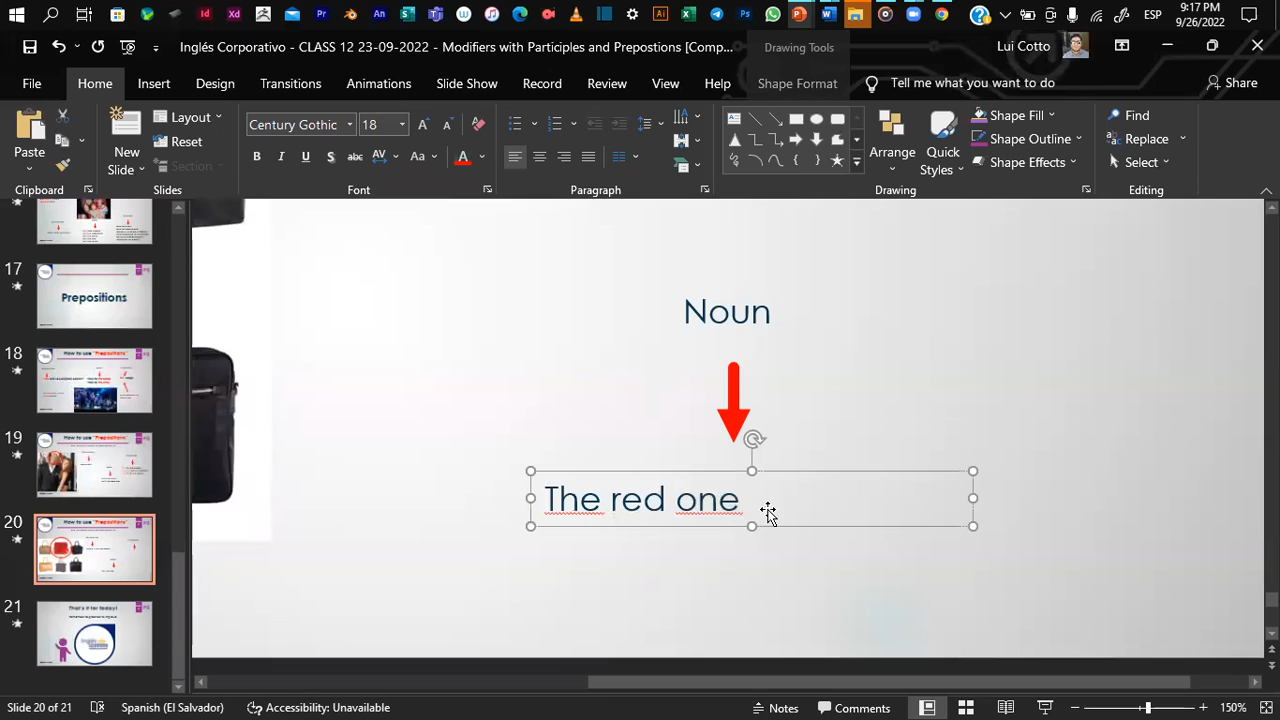 9:17 PM
ESP
9/26/2022
Inglés Corporativo - CLASS 12 23-09-2022 - Modifiers with Participles and Prepostions [Comp...
Drawing Tools
Lui Cotto
File
Home
Insert
Design
Transitions
Animations
Slide Show
Record
Review
View
Help
Shape Format
Tell me what you want to do
Share
Paste
New Slide
Layout
Reset
Section
Century Gothic
18
Arrange
Quick Styles
Shape Fill
Shape Outline
Shape Effects
Find
Replace
Select
Clipboard
Slides
Font
Paragraph
Drawing
Editing
17
Prepositions
18
How to use "Prepositions"
19
How to use "Prepositions"
20
How to use "Prepositions"
21
That's it for today!
Noun
The red one
Slide 20 of 21
Spanish (El Salvador)
Accessibility: Unavailable
Notes
Comments
150%